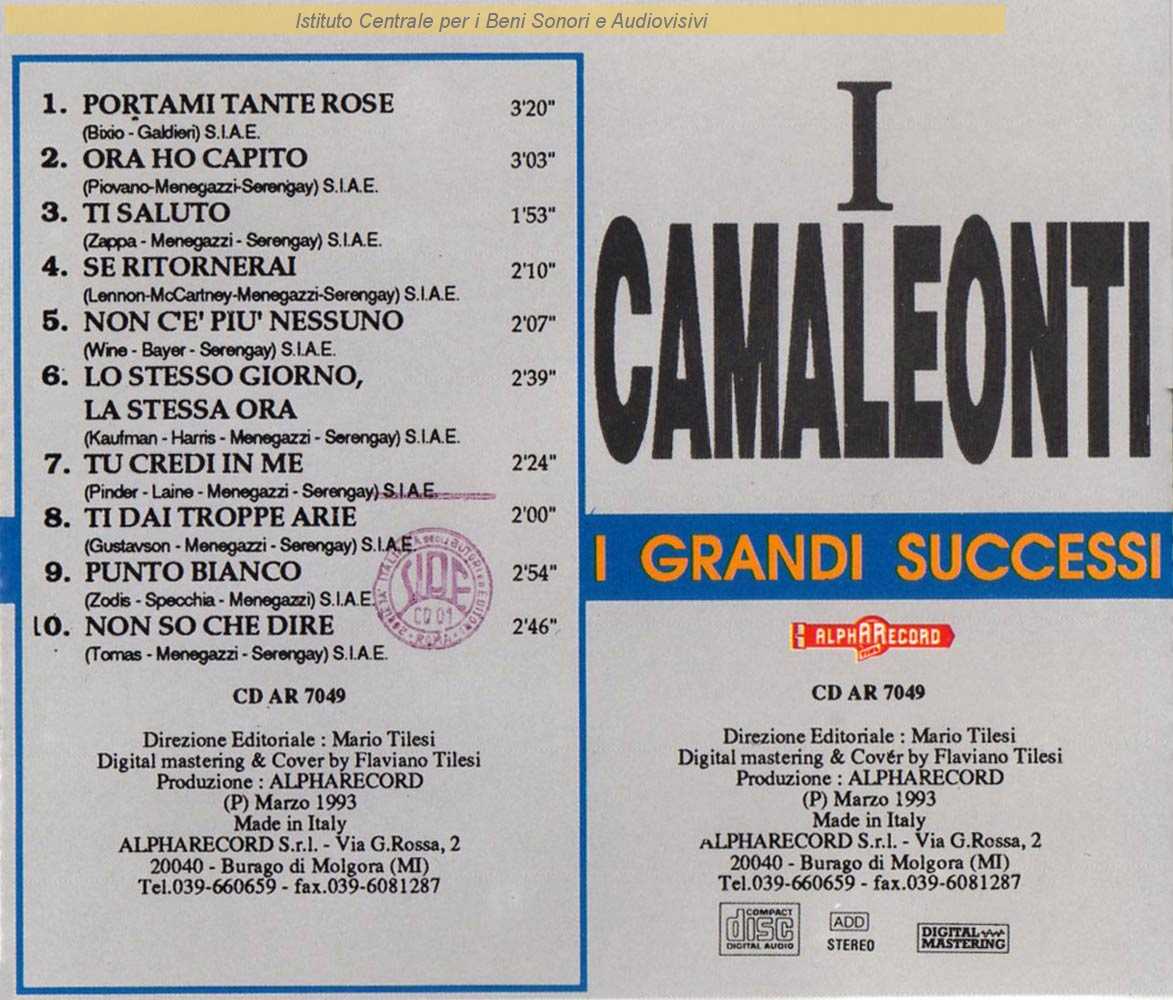 Istituto Centrale per i Beni Sonori e Audiovisivi
1. PORTAMI TANTE ROSE 3'20"
(Bixio - Galdieri) S.I.A.E.
2. ORA HO CAPITO 3'03"
(Piovano-Menegazzi-Serengay) S.I.A.E.
3. TI SALUTO 1'53"
(Zappa - Menegazzi - Serengay) S.I.A.E.
4. SE RITORNERAI 2'10"
(Lennon-McCartney-Menegazzi-Serengay) S.I.A.E.
5. NON C'E' PIU' NESSUNO 2'07"
(Wine - Bayer - Serengay) S.I.A.E.
6. LO STESSO GIORNO, 2'39"
LA STESSA ORA
(Kaufman - Harris - Menegazzi - Serengay) S.I.A.E.
7. TU CREDI IN ME 2'24"
(Pinder - Laine - Menegazzi - Serengay) S.I.A.E.
8. TI DAI TROPPE ARIE 2'00"
(Gustavson - Menegazzi - Serengay) S.I.A.E.
9. PUNTO BIANCO 2'54"
(Zodis - Specchia - Menegazzi) S.I.A.E.
10. NON SO CHE DIRE 2'46"
(Tomas - Menegazzi - Serengay) S.I.A.E.
SIAE
CD 01
ROMA
CD AR 7049
Direzione Editoriale : Mario Tilesi
Digital mastering & Cover by Flaviano Tilesi
Produzione : ALPHARECORD
(P) Marzo 1993
Made in Italy
ALPHARECORD S.r.l. - Via G.Rossa, 2
20040 - Burago di Molgora (MI)
Tel.039-660659 - fax.039-6081287
I
CAMALEONTI
I GRANDI SUCCESSI
ALPHARECORD
CD AR 7049
Direzione Editoriale : Mario Tilesi
Digital mastering & Cover by Flaviano Tilesi
Produzione : ALPHARECORD
(P) Marzo 1993
Made in Italy
ALPHARECORD S.r.l. - Via G.Rossa, 2
20040 - Burago di Molgora (MI)
Tel.039-660659 - fax.039-6081287
COMPACT
disc
DIGITAL AUDIO
ADD
STEREO
DIGITAL
MASTERING